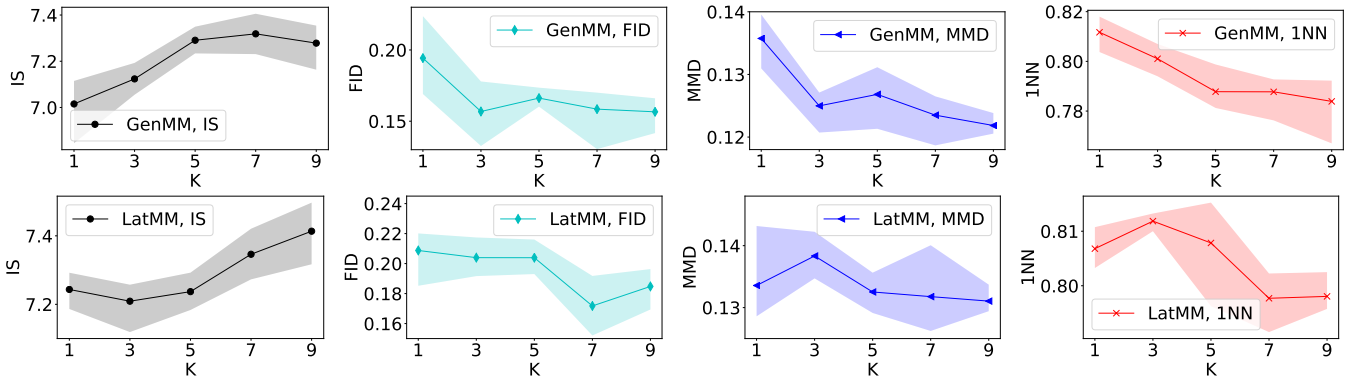 7.4
7.2
7.0
IS
GenMM, IS
1 3 5 7 9
K
0.20
0.15
FID
GenMM, FID
1 3 5 7 9
K
0.14
0.13
0.12
MMD
GenMM, MMD
1 3 5 7 9
K
0.82
0.80
0.78
1NN
GenMM, 1NN
1 3 5 7 9
K
7.4
7.2
IS
LatMM, IS
1 3 5 7 9
K
0.24
0.22
0.20
0.18
0.16
FID
LatMM, FID
1 3 5 7 9
K
0.14
0.13
MMD
LatMM, MMD
1 3 5 7 9
K
0.81
0.80
1NN
LatMM, 1NN
1 3 5 7 9
K